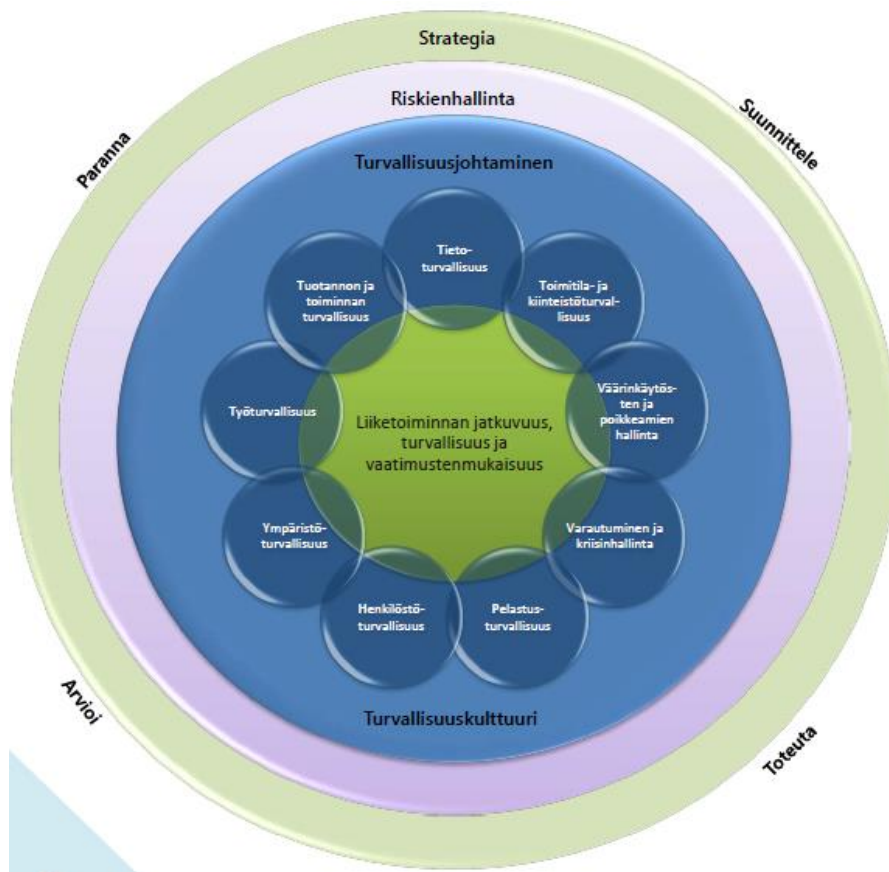 Strategia
Riskienhallinta
Turvallisuusjohtaminen
Paranna
Suunnittele
Tieto-
turvallisuus
Toimitila- ja
kiinteistöturval-
lisuus
Väärinkäytös-
ten ja
poikkeamien
hallinta
Varautuminen ja
kriisinhallinta
Pelastus-
turvallisuus
Henkilöstö-
turvallisuus
Ympäristö-
turvallisuus
Työturvallisuus
Tuotannon ja
toiminnan
turvallisuus
Liiketoiminnan jatkuvuus,
turvallisuus ja
vaatimustenmukaisuus
Turvallisuuskulttuuri
Arvioi
Toteuta